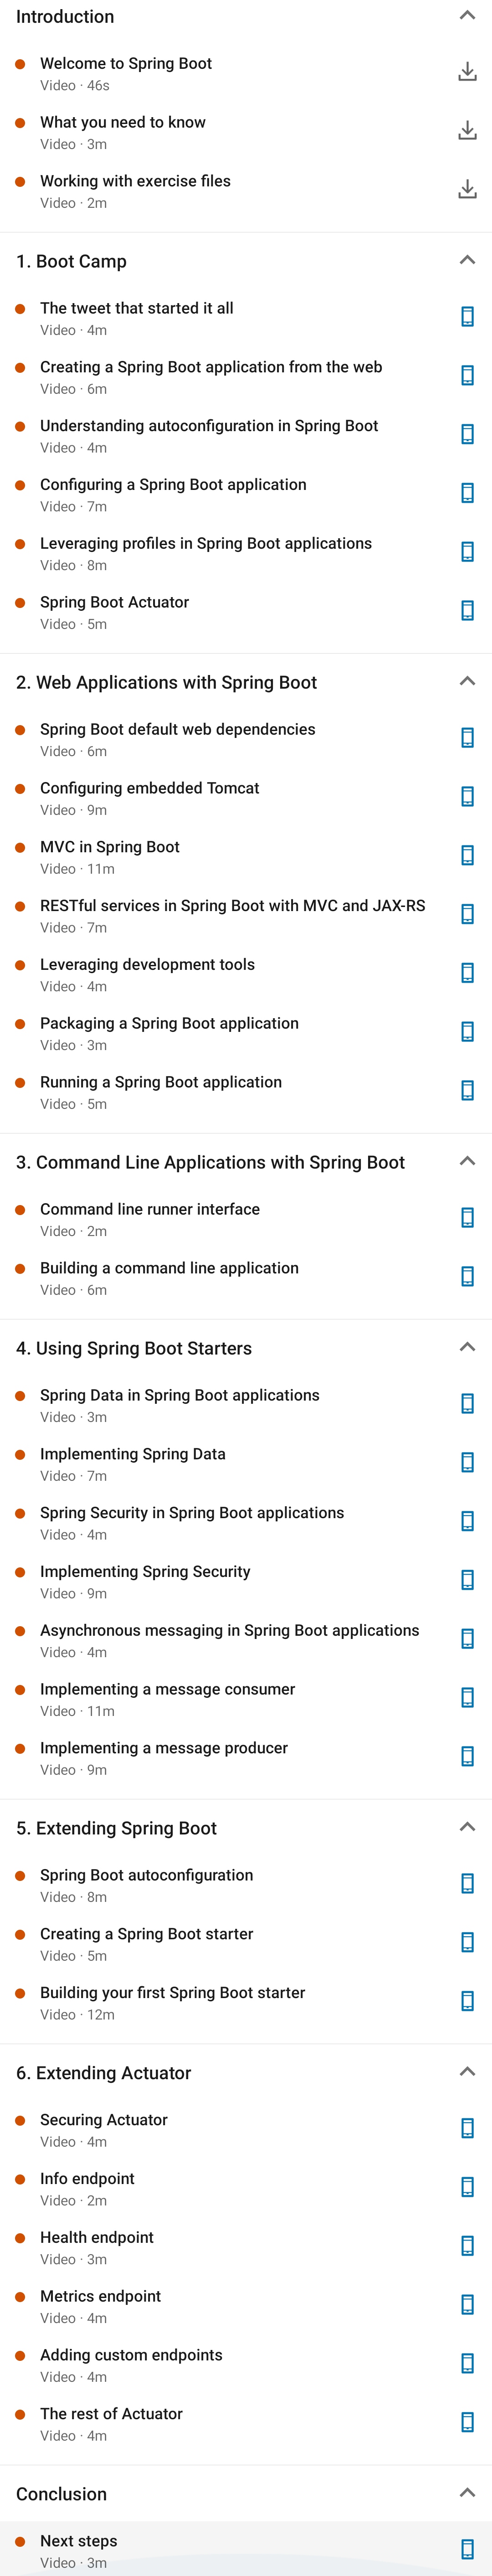 Introduction
Welcome to Spring Boot
Video · 46s
What you need to know
Video · 3m
Working with exercise files
Video · 2m
1. Boot Camp
The tweet that started it all
Video · 4m
Creating a Spring Boot application from the web
Video · 6m
Understanding autoconfiguration in Spring Boot
Video · 4m
Configuring a Spring Boot application
Video · 7m
Leveraging profiles in Spring Boot applications
Video · 8m
Spring Boot Actuator
Video · 5m
2. Web Applications with Spring Boot
Spring Boot default web dependencies
Video · 6m
Configuring embedded Tomcat
Video · 9m
MVC in Spring Boot
Video · 11m
RESTful services in Spring Boot with MVC and JAX-RS
Video · 7m
Leveraging development tools
Video · 4m
Packaging a Spring Boot application
Video · 3m
Running a Spring Boot application
Video · 5m
3. Command Line Applications with Spring Boot
Command line runner interface
Video · 2m
Building a command line application
Video · 6m
4. Using Spring Boot Starters
Spring Data in Spring Boot applications
Video · 3m
Implementing Spring Data
Video · 7m
Spring Security in Spring Boot applications
Video · 4m
Implementing Spring Security
Video · 9m
Asynchronous messaging in Spring Boot applications
Video · 4m
Implementing a message consumer
Video · 11m
Implementing a message producer
Video · 9m
5. Extending Spring Boot
Spring Boot autoconfiguration
Video · 8m
Creating a Spring Boot starter
Video · 5m
Building your first Spring Boot starter
Video · 12m
6. Extending Actuator
Securing Actuator
Video · 4m
Info endpoint
Video · 2m
Health endpoint
Video · 3m
Metrics endpoint
Video · 4m
Adding custom endpoints
Video · 4m
The rest of Actuator
Video · 4m
Conclusion
Next steps
Video · 3m